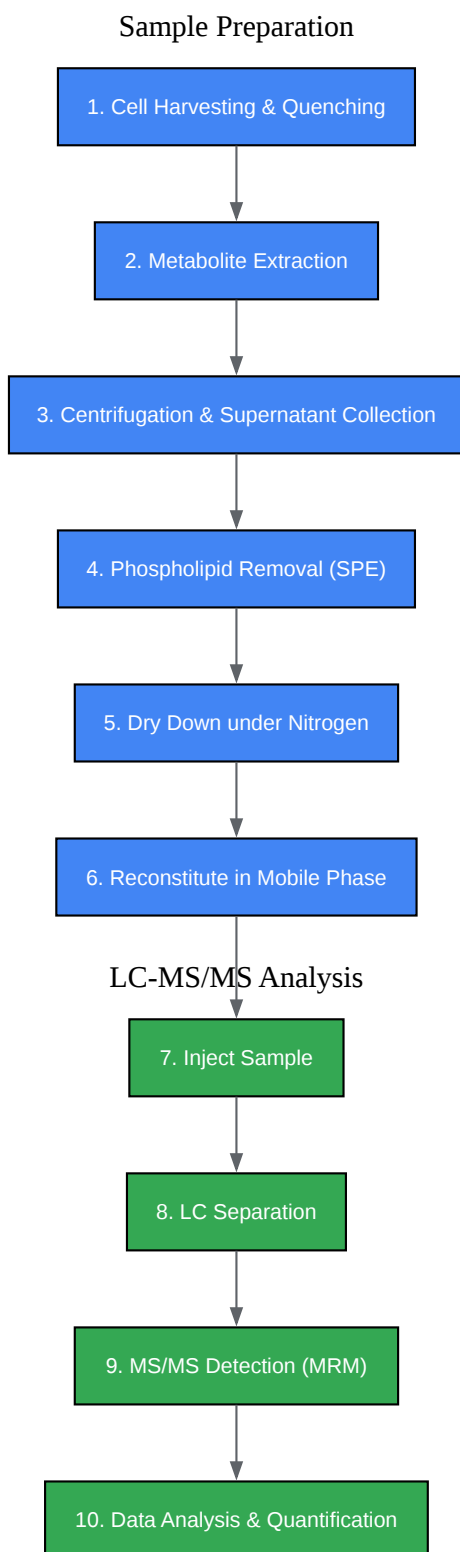 Sample Preparation
1. Cell Harvesting & Quenching
2. Metabolite Extraction
3. Centrifugation & Supernatant Collection
4. Phospholipid Removal (SPE)
5. Dry Down under Nitrogen
6. Reconstitute in Mobile Phase
LC-MS/MS Analysis
7. Inject Sample
8. LC Separation
9. MS/MS Detection (MRM)
10. Data Analysis & Quantification